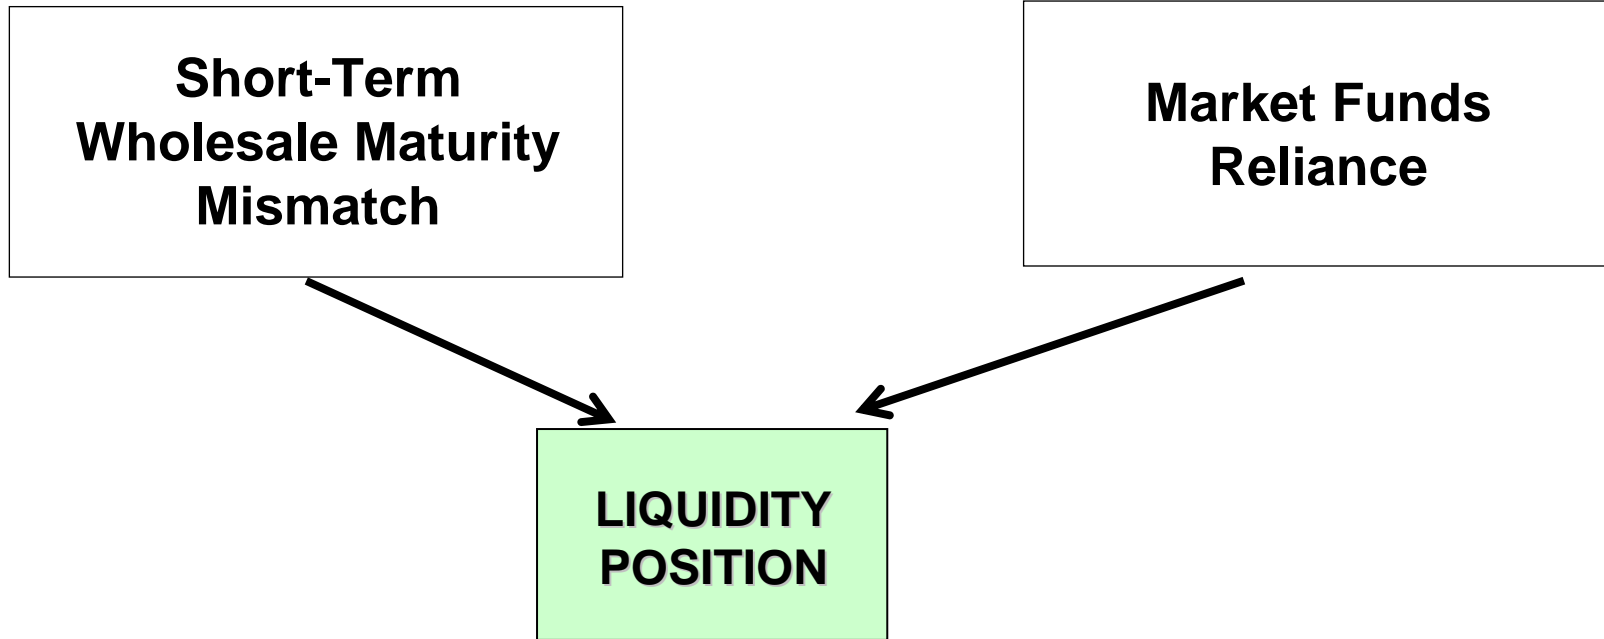 Short-Term
Wholesale Maturity
Mismatch
Market Funds
Reliance
LIQUIDITY
POSITION